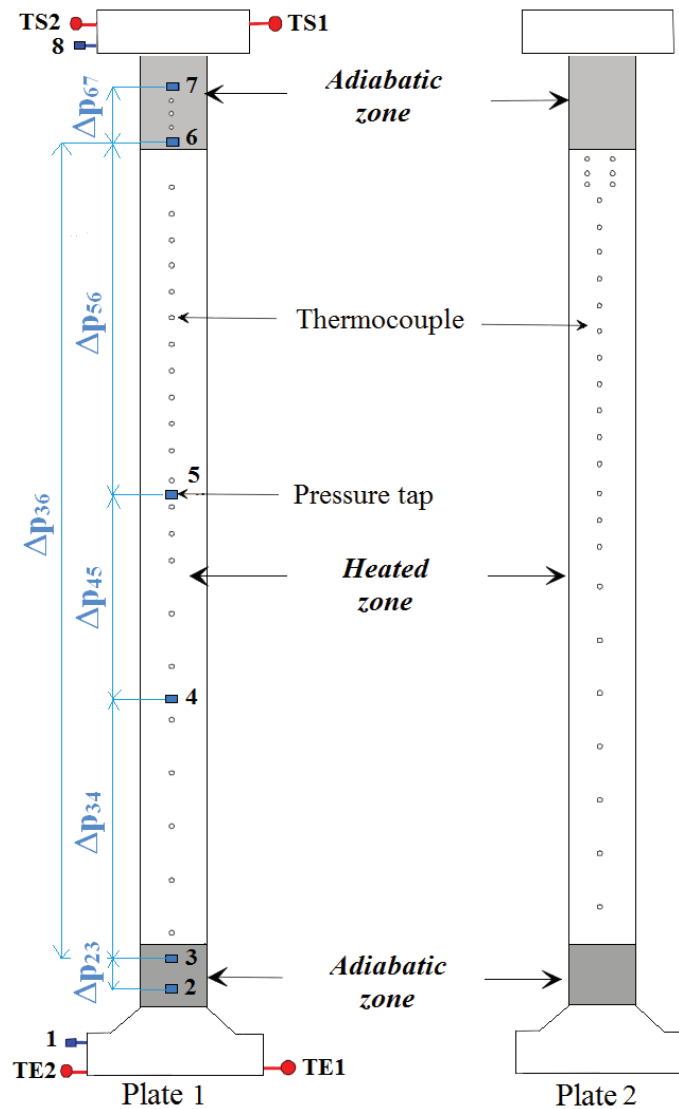 TS2
TS1
8
7
Adiabatic
zone
Δp67
6
Δp56
Thermocouple
5
Pressure tap
Δp36
Heated
zone
Δp45
4
Δp34
3
Δp23
2
Adiabatic
zone
1
TE2
TE1
Plate 1
Plate 2